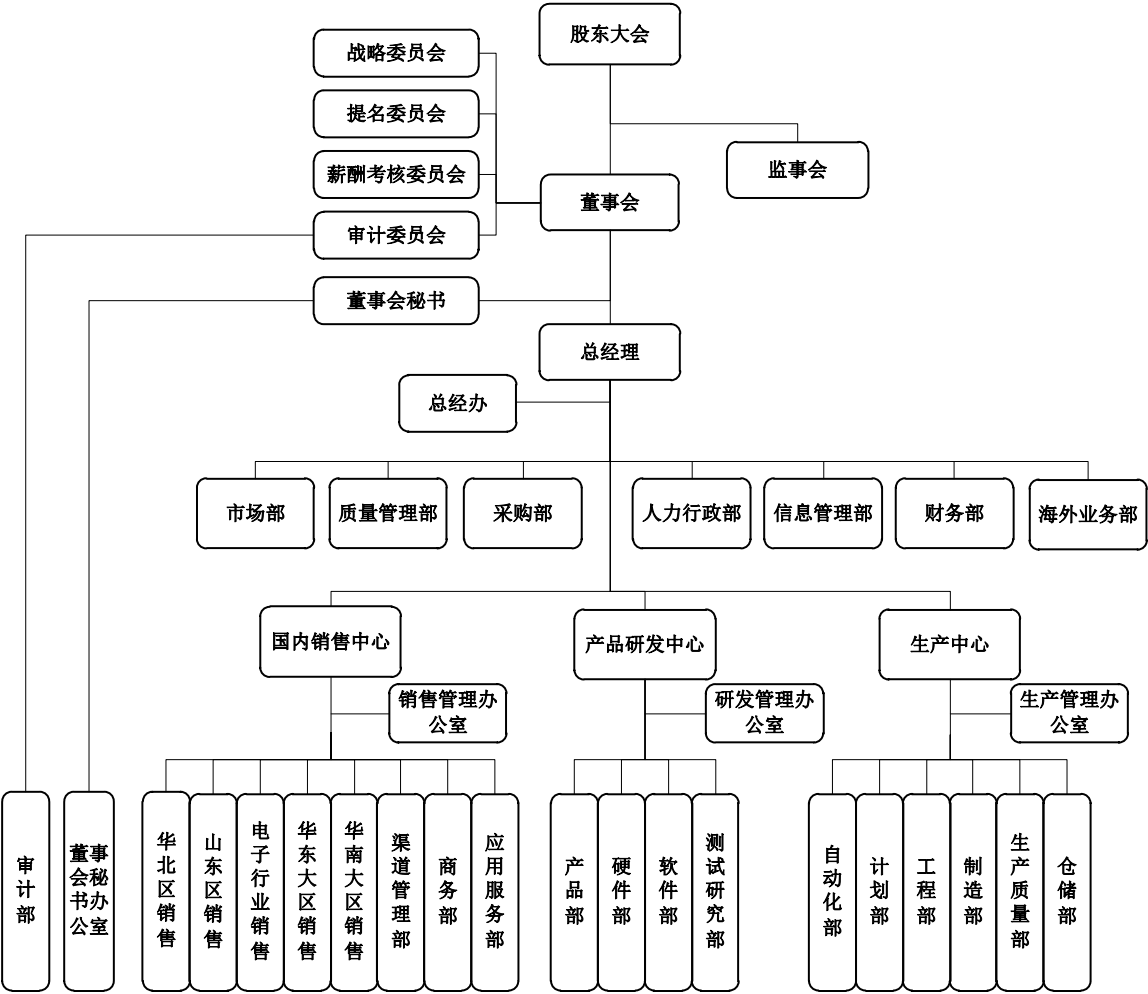 股东大会
战略委员会
提名委员会
监事会
薪酬考核委员会
董事会
审计委员会
董事会秘书
总经理
总经办
市场部
质量管理部
采购部
人力行政部
信息管理部
财务部
海外业务部
国内销售中心
产品研发中心
生产中心
销售管理办
公室
研发管理办
公室
生产管理办
公室
审计部
董事会秘书办公室
华北区销售
山东区销售
电子行业销售
华东大区销售
华南大区销售
渠道管理部
商务部
应用服务部
产品部
硬件部
软件部
测试研究部
自动化部
计划部
工程部
制造部
生产质量部
仓储部